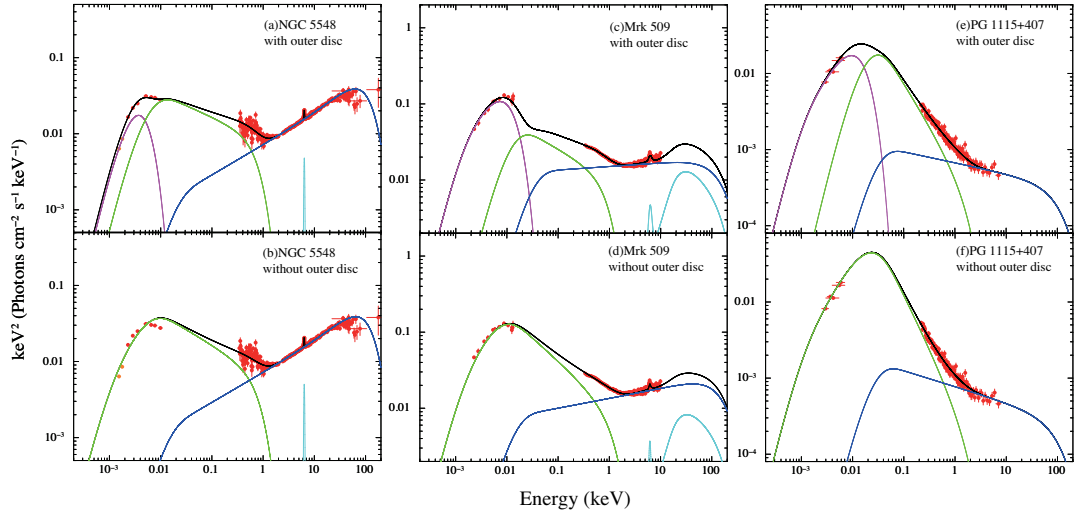 keV² (Photons cm⁻² s⁻¹ keV⁻¹)
(a)NGC 5548
with outer disc
0.1
0.01
10⁻³
(b)NGC 5548
without outer disc
0.1
0.01
10⁻³
10⁻³ 0.01 0.1 1 10 100
(c)Mrk 509
with outer disc
1
0.1
0.01
(d)Mrk 509
without outer disc
1
0.1
0.01
10⁻³ 0.01 0.1 1 10 100
(e)PG 1115+407
with outer disc
0.01
10⁻³
10⁻⁴
(f)PG 1115+407
without outer disc
0.01
10⁻³
10⁻⁴
10⁻³ 0.01 0.1 1 10 100
Energy (keV)